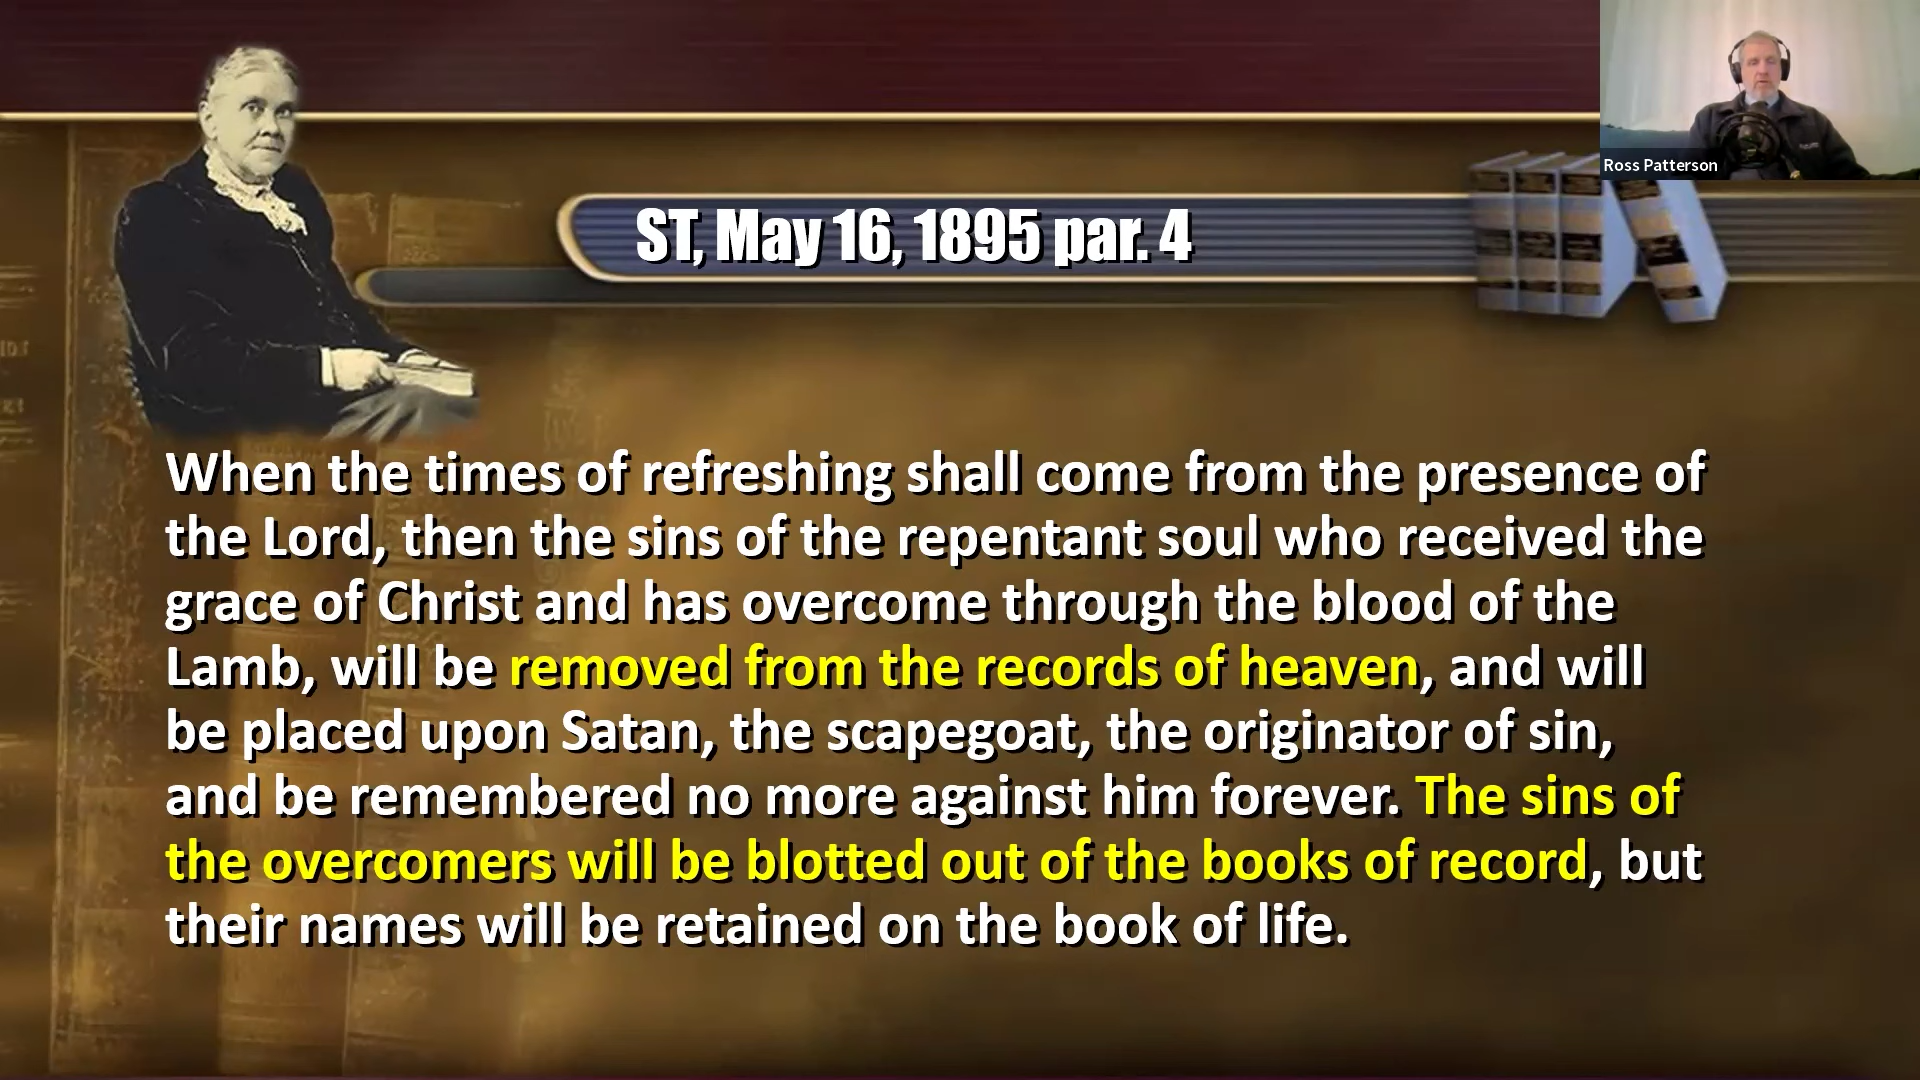 Ross Patterson
ST, May 16, 1895 par. 4
When the times of refreshing shall come from the presence of
the Lord, then the sins of the repentant soul who received the
grace of Christ and has overcome through the blood of the
Lamb, will be removed from the records of heaven, and will
be placed upon Satan, the scapegoat, the originator of sin,
and be remembered no more against him forever. The sins of
the overcomers will be blotted out of the books of record, but
their names will be retained on the book of life.